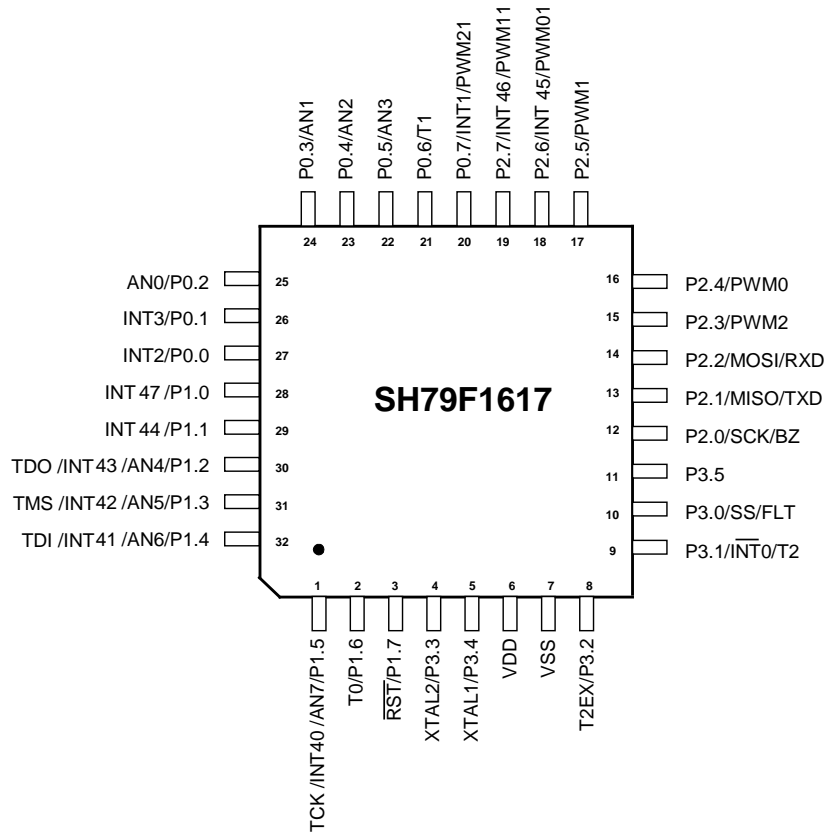 P0.3/AN1
P0.4/AN2
P0.5/AN3
P0.6/T1
P0.7/INT1/PWM21
P2.7/INT 46/PWM11
P2.6/INT 45/PWM01
P2.5/PWM1
24 23 22 21 20 19 18 17
AN0/P0.2 25
INT3/P0.1 26
INT2/P0.0 27
INT 47 /P1.0 28
INT 44 /P1.1 29
TDO /INT 43 /AN4/P1.2 30
TMS /INT42 /AN5/P1.3 31
TDI /INT41 /AN6/P1.4 32
SH79F1617
16 P2.4/PWM0
15 P2.3/PWM2
14 P2.2/MOSI/RXD
13 P2.1/MISO/TXD
12 P2.0/SCK/BZ
11 P3.5
10 P3.0/SS/FLT
9 P3.1/INT0/T2
1 2 3 4 5 6 7 8
TCK /INT40 /AN7/P1.5
T0/P1.6
RST/P1.7
XTAL2/P3.3
XTAL1/P3.4
VDD
VSS
T2EX/P3.2